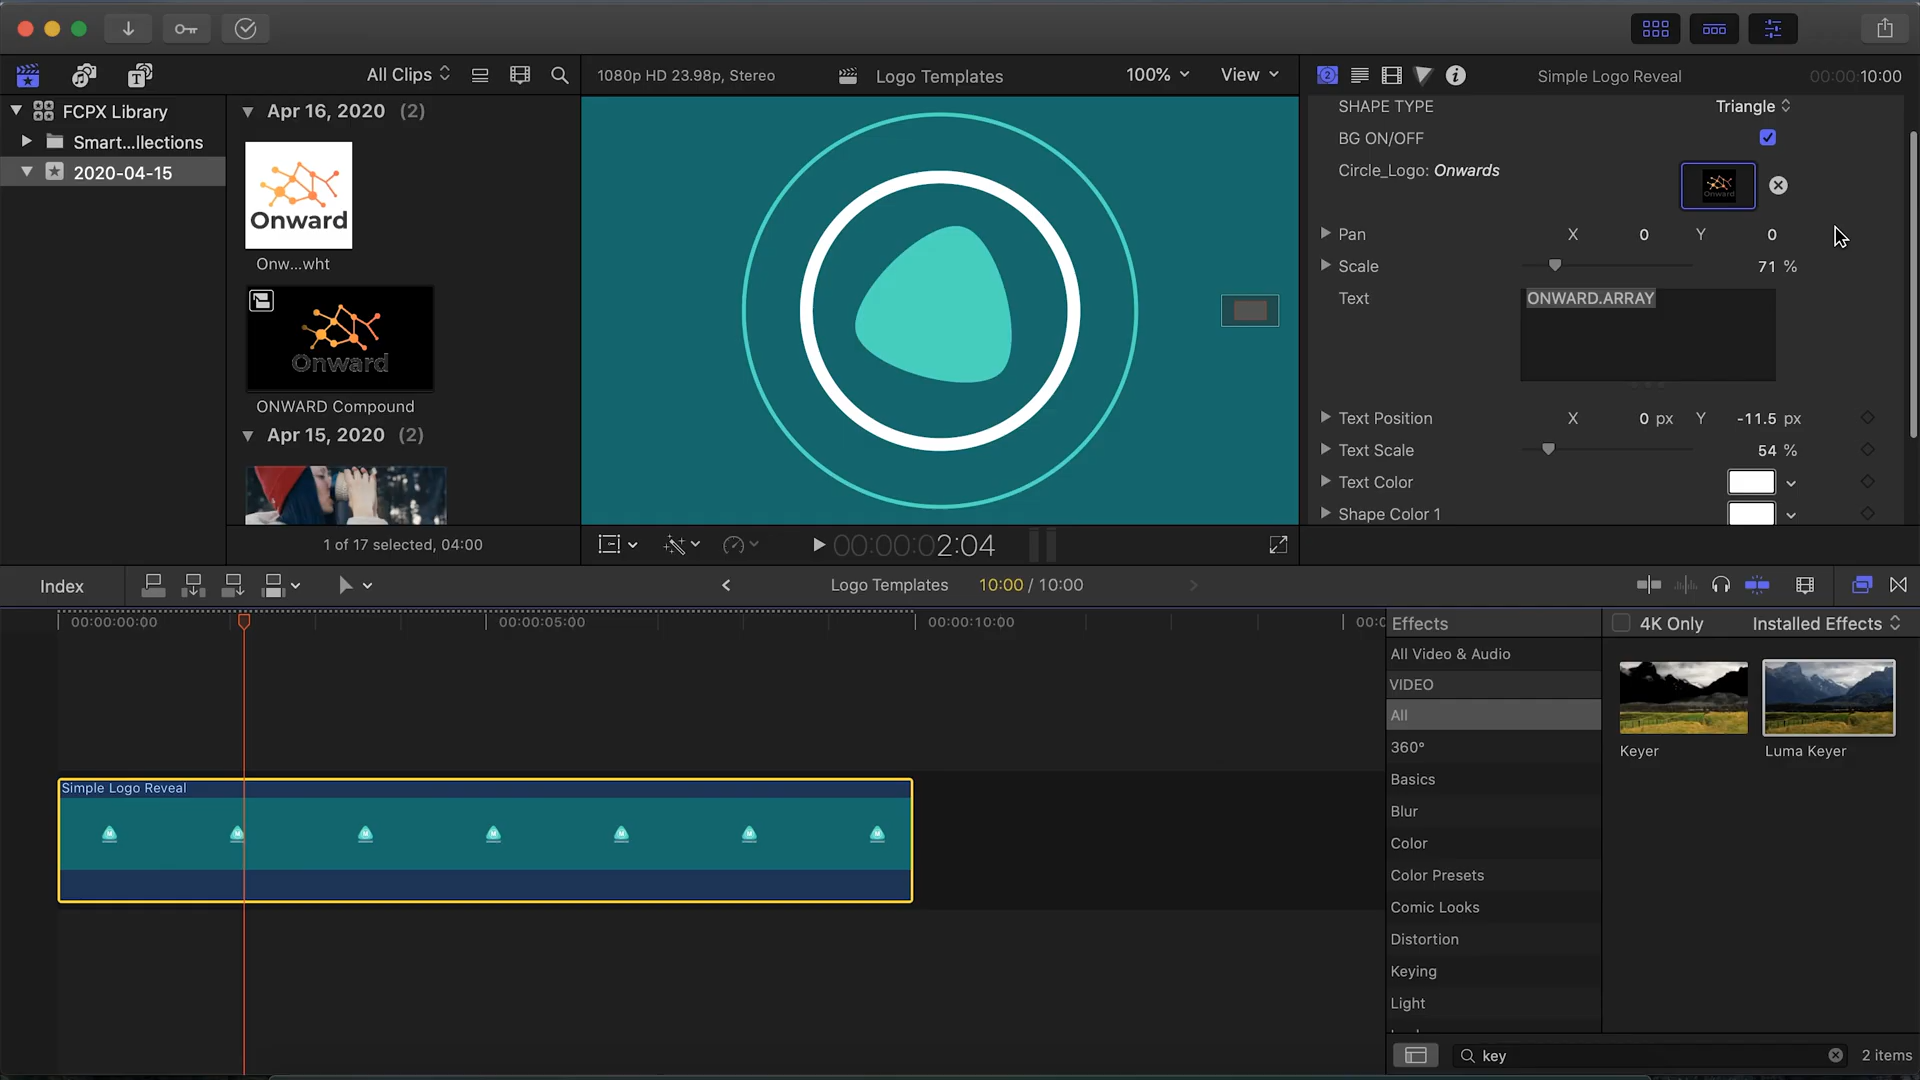 All Clips
1080p HD 23.98p, Stereo
Logo Templates
100%
View
Simple Logo Reveal
00:00:10:00
FCPX Library
Smart...llections
2020-04-15
Apr 16, 2020 (2)
Onward
Onw...wht
Onward
ONWARD Compound
Apr 15, 2020 (2)
1 of 17 selected, 04:00
SHAPE TYPE
Triangle
BG ON/OFF
Circle_Logo: Onwards
Onward
Pan X 0 Y 0
Scale 71 %
Text
ONWARD.ARRAY
Text Position X 0 px Y -11.5 px
Text Scale 54 %
Text Color
Shape Color 1
00:00:02:04
Index
Logo Templates
10:00 / 10:00
00:00:00:00
00:00:05:00
00:00:10:00
00:0
Simple Logo Reveal
M M M M M M M
Effects
4K Only
Installed Effects
All Video & Audio
VIDEO
All
360°
Basics
Blur
Color
Color Presets
Comic Looks
Distortion
Keying
Light
Keyer
Luma Keyer
key
2 items